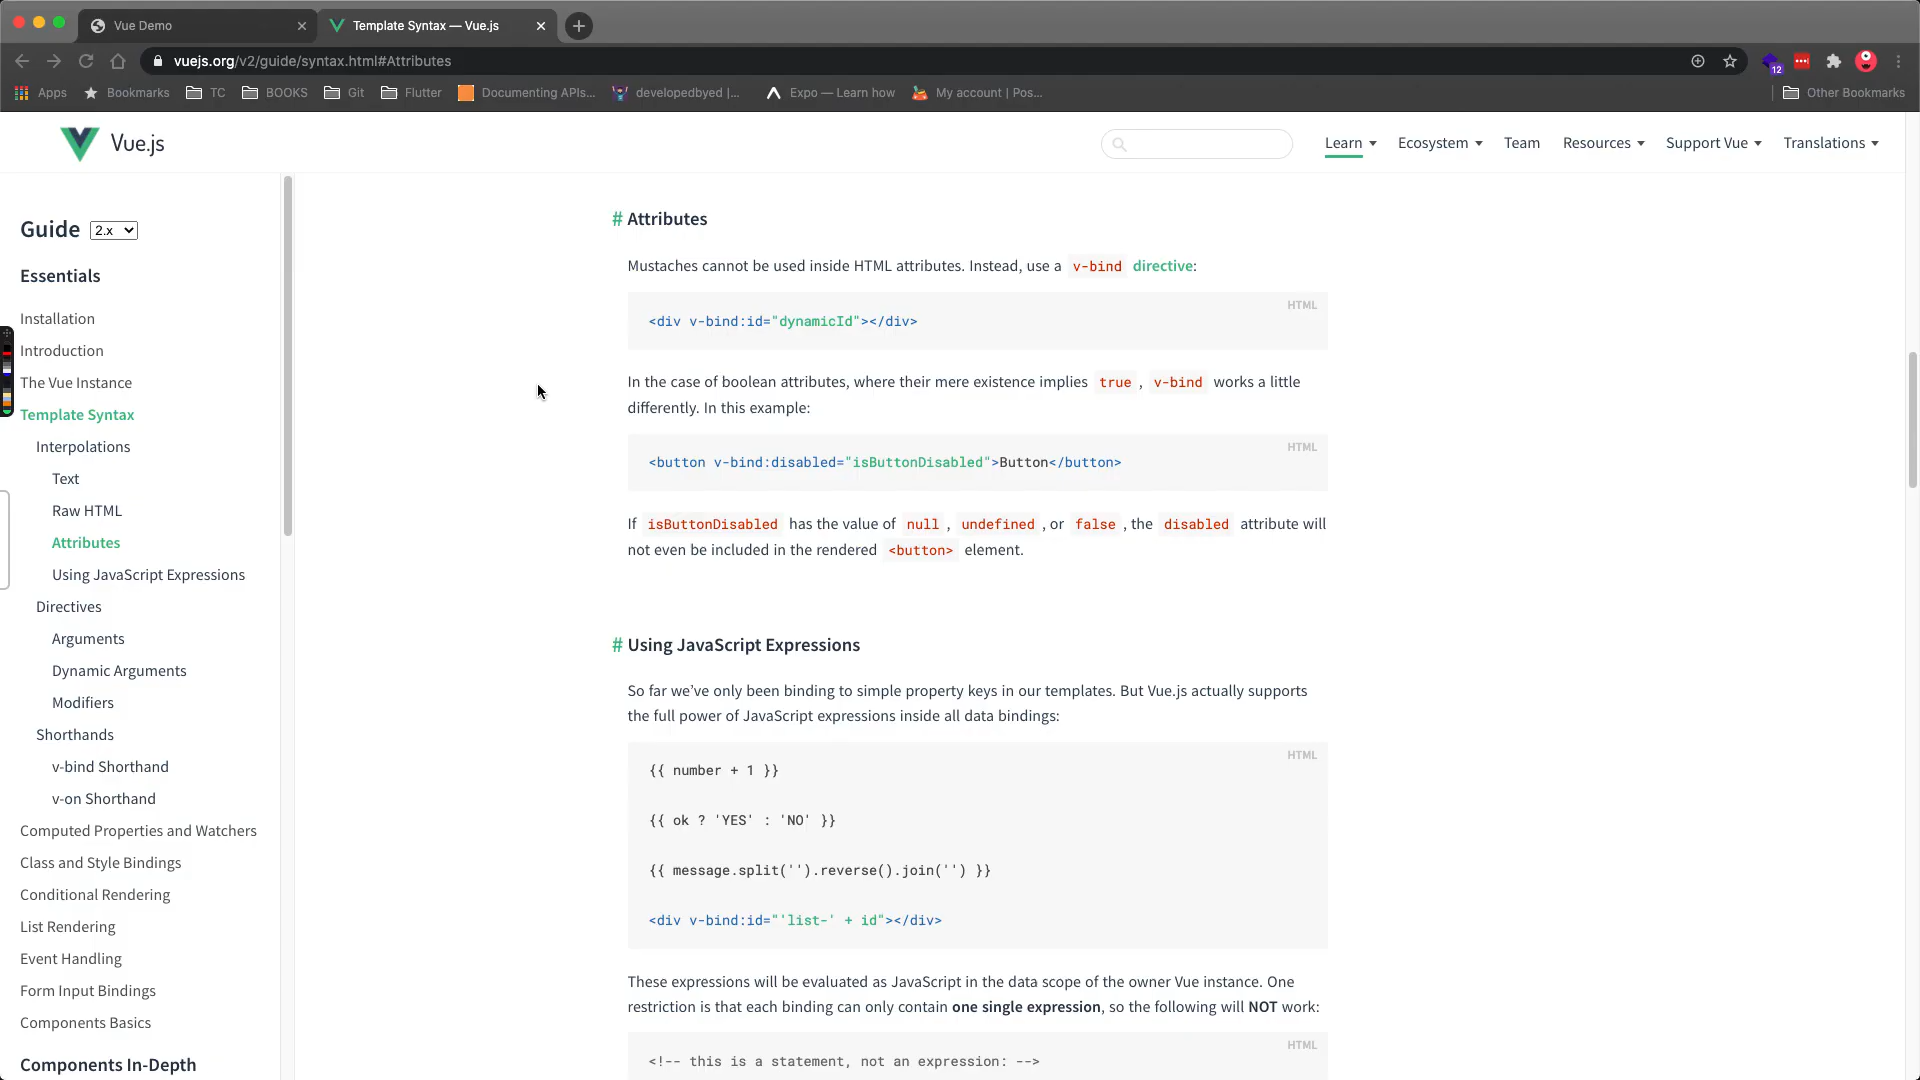 Vue Demo
Template Syntax — Vue.js
vuejs.org/v2/guide/syntax.html#Attributes
12
Apps
Bookmarks
TC
BOOKS
Git
Flutter
Documenting APIs...
developedbyed |...
Expo — Learn how
My account | Pos...
Other Bookmarks
Vue.js
Learn
Ecosystem
Team
Resources
Support Vue
Translations
Guide 2.x
Essentials
Installation
Introduction
The Vue Instance
Template Syntax
Interpolations
Text
Raw HTML
Attributes
Using JavaScript Expressions
Directives
Arguments
Dynamic Arguments
Modifiers
Shorthands
v-bind Shorthand
v-on Shorthand
Computed Properties and Watchers
Class and Style Bindings
Conditional Rendering
List Rendering
Event Handling
Form Input Bindings
Components Basics
Components In-Depth
# Attributes
Mustaches cannot be used inside HTML attributes. Instead, use a v-bind directive:
HTML
<div v-bind:id="dynamicId"></div>
In the case of boolean attributes, where their mere existence implies true , v-bind works a little
differently. In this example:
HTML
<button v-bind:disabled="isButtonDisabled">Button</button>
If isButtonDisabled has the value of null , undefined , or false , the disabled attribute will
not even be included in the rendered <button> element.
# Using JavaScript Expressions
So far we’ve only been binding to simple property keys in our templates. But Vue.js actually supports
the full power of JavaScript expressions inside all data bindings:
HTML
{{ number + 1 }}
{{ ok ? 'YES' : 'NO' }}
{{ message.split('').reverse().join('') }}
<div v-bind:id="'list-' + id"></div>
These expressions will be evaluated as JavaScript in the data scope of the owner Vue instance. One
restriction is that each binding can only contain one single expression, so the following will NOT work:
HTML
<!-- this is a statement, not an expression: -->